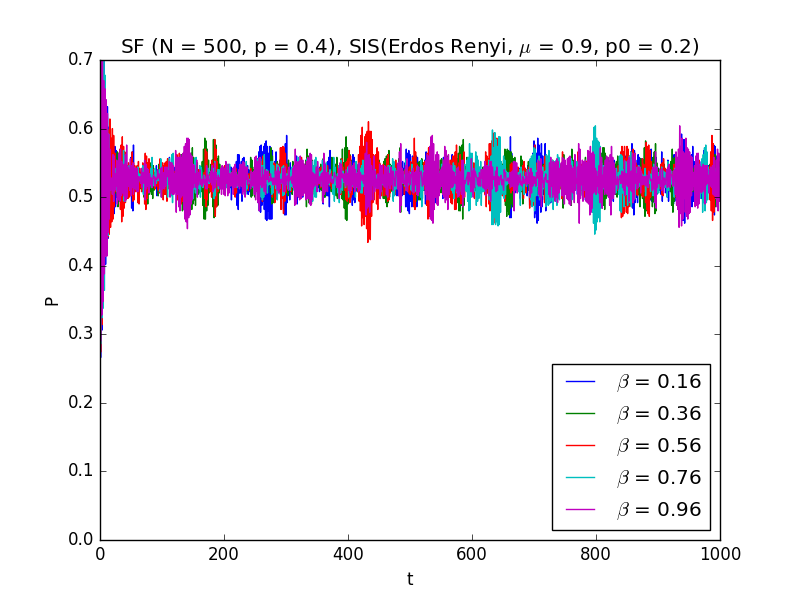 SF (N = 500, p = 0.4), SIS(Erdos Renyi, μ = 0.9, p0 = 0.2)
0.7
0.6
0.5
0.4
0.3
0.2
0.1
0.0
P
β = 0.16
β = 0.36
β = 0.56
β = 0.76
β = 0.96
0 200 400 600 800 1000
t